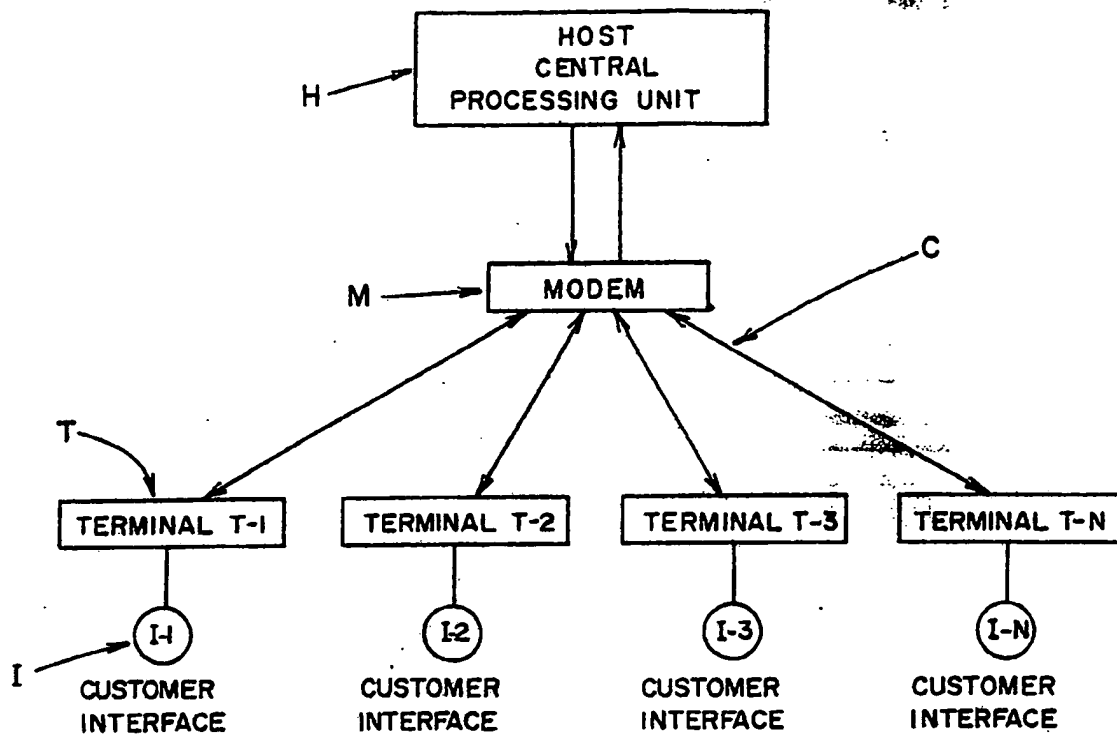 HOST
CENTRAL
PROCESSING UNIT
H
C
M
MODEM
T
TERMINAL T-1
TERMINAL T-2
TERMINAL T-3
TERMINAL T-N
I-1
I-2
I-3
I-N
I
CUSTOMER
INTERFACE
CUSTOMER
INTERFACE
CUSTOMER
INTERFACE
CUSTOMER
INTERFACE